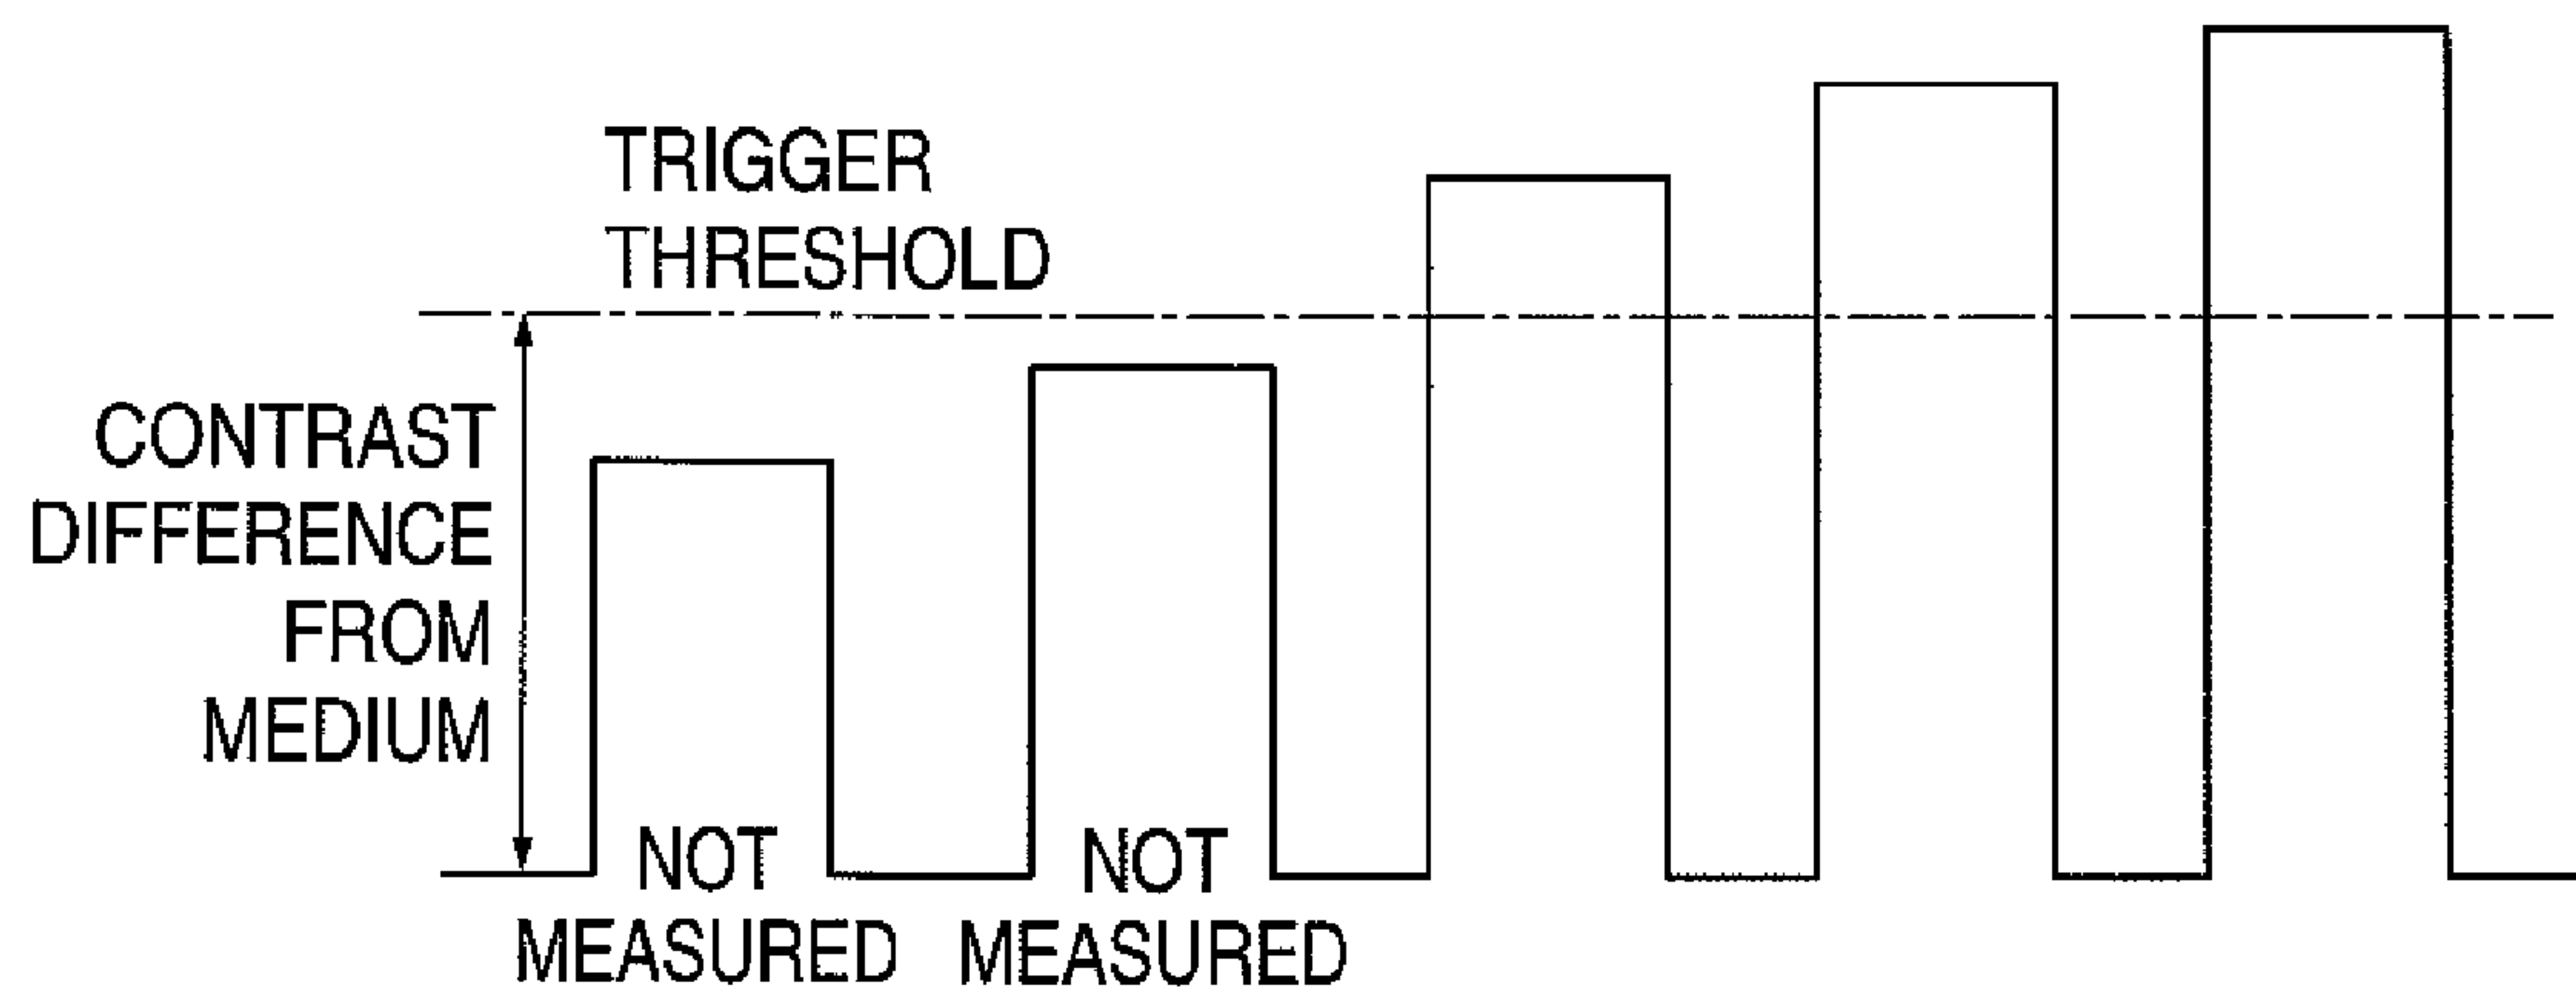 TRIGGER
THRESHOLD
CONTRAST
DIFFERENCE
FROM
MEDIUM
NOT
MEASURED
NOT
MEASURED